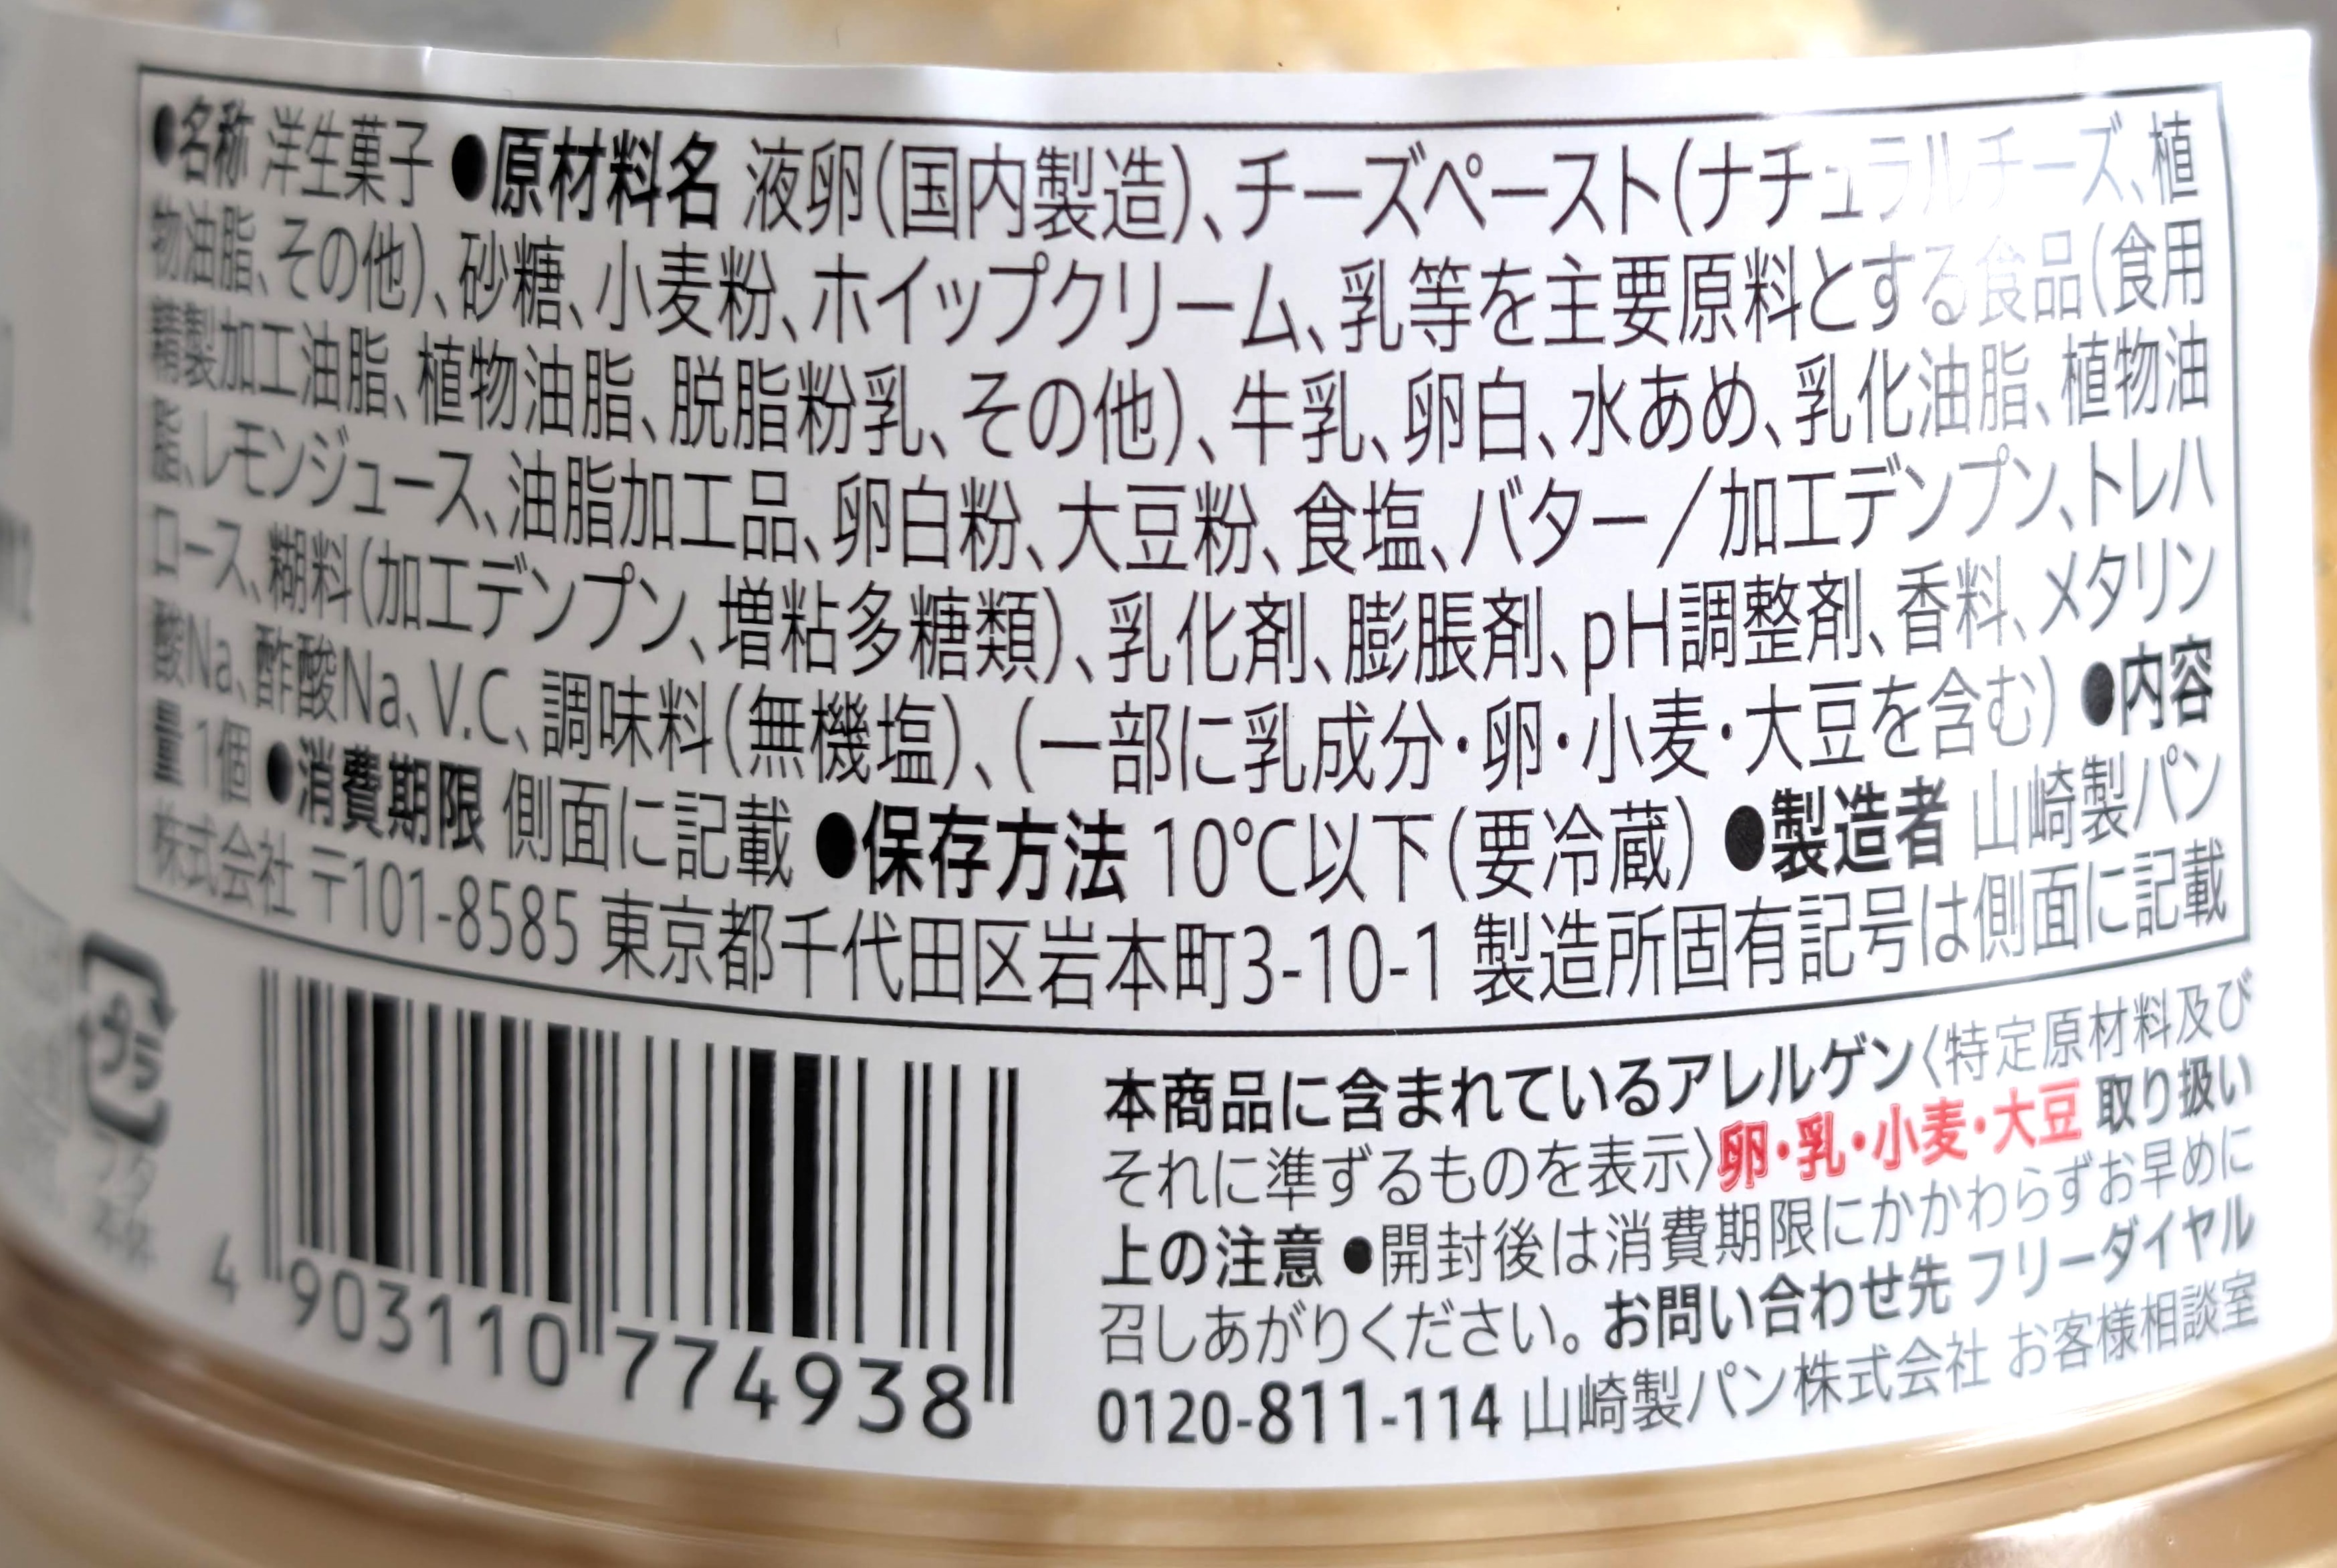 ●名称 洋生菓子 ●原材料名 液卵(国内製造)、チーズペースト(ナチュラルチーズ、植
物油脂、その他)、砂糖、小麦粉、ホイップクリーム、乳等を主要原料とする食品(食用
精製加工油脂、植物油脂、脱脂粉乳、その他)、牛乳、卵白、水あめ、乳化油脂、植物油
脂、レモンジュース、油脂加工品、卵白粉、大豆粉、食塩、バター/加工デンプン、トレハ
ロース、糊料(加工デンプン、増粘多糖類)、乳化剤、膨脹剤、pH調整剤、香料、メタリン
酸Na、酢酸Na、V.C、調味料(無機塩)、(一部に乳成分・卵・小麦・大豆を含む) ●内容
量 1個 ●消費期限 側面に記載 ●保存方法 10℃以下(要冷蔵) ●製造者 山崎製パン
株式会社 〒101-8585 東京都千代田区岩本町3-10-1 製造所固有記号は側面に記載
プラ
フタ
本体
4 903110 774938
本商品に含まれているアレルゲン〈特定原材料及び
それに準ずるものを表示〉卵・乳・小麦・大豆 取り扱い
上の注意 ●開封後は消費期限にかかわらずお早めに
召しあがりください。お問い合わせ先 フリーダイヤル
0120-811-114 山崎製パン株式会社 お客様相談室